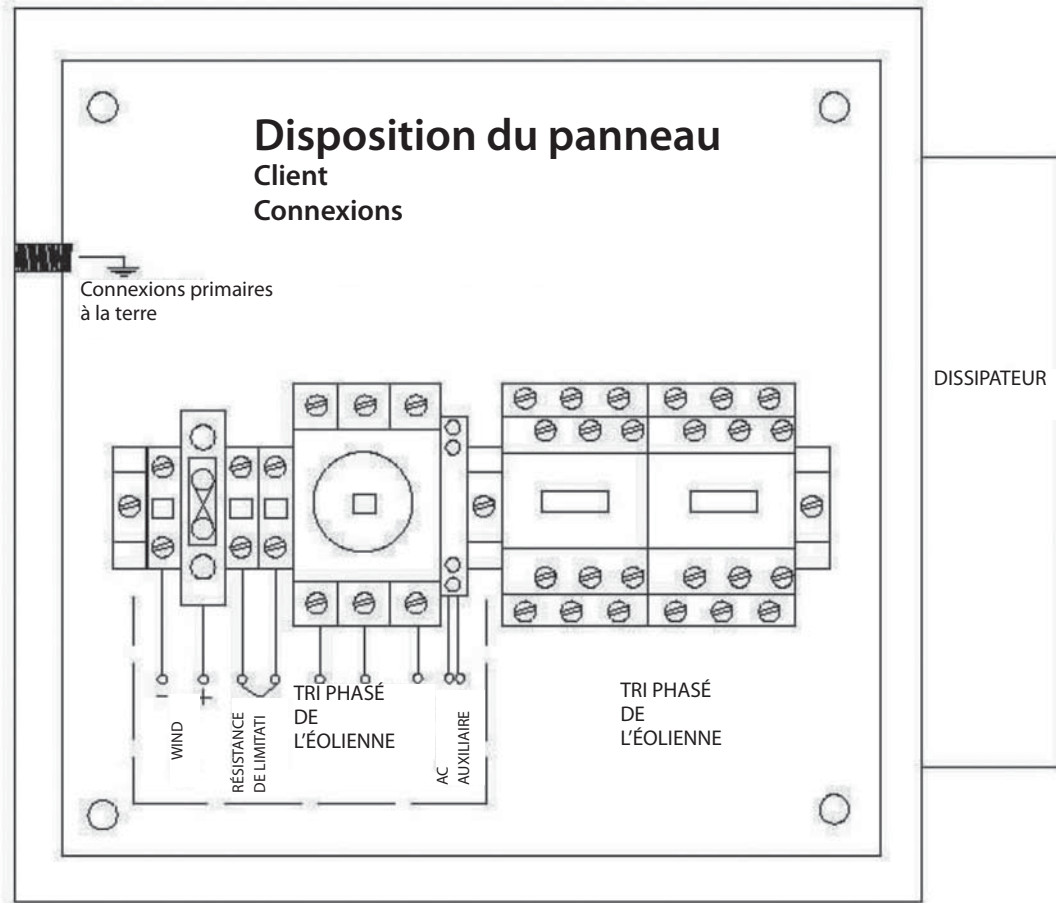 Disposition du panneau
Client
Connexions
Connexions primaires
à la terre
DISSIPATEUR
–
+
WIND
RÉSISTANCE
DE LIMITATI
TRI PHASÉ
DE
L'ÉOLIENNE
AC
AUXILIAIRE
TRI PHASÉ
DE
L'ÉOLIENNE